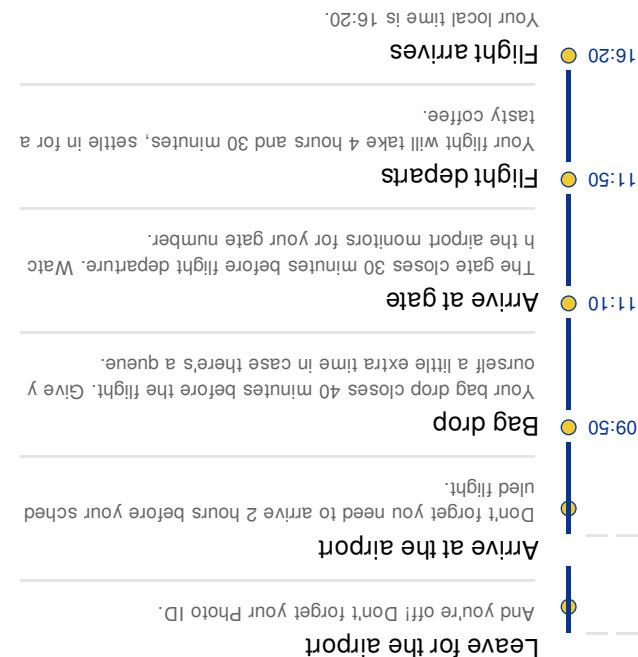 Leave for the airport
And you're off! Don't forget your Photo ID.
Arrive at the airport
Don't forget you need to arrive 2 hours before your sched
uled flight.
09:50 Bag drop
Your bag drop closes 40 minutes before the flight. Give y
ourself a little extra time in case there's a queue.
11:10 Arrive at gate
The gate closes 30 minutes before flight departure. Watc
h the airport monitors for your gate number.
11:50 Flight departs
Your flight will take 4 hours and 30 minutes, settle in for a
tasty coffee.
16:20 Flight arrives
Your local time is 16:20.